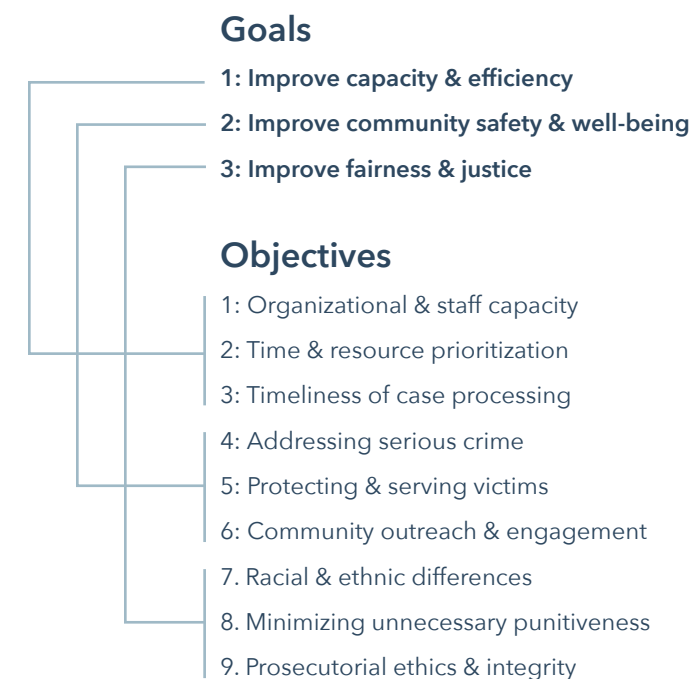 Goals
1: Improve capacity & efficiency
2: Improve community safety & well-being
3: Improve fairness & justice
Objectives
1: Organizational & staff capacity
2: Time & resource prioritization
3: Timeliness of case processing
4: Addressing serious crime
5: Protecting & serving victims
6: Community outreach & engagement
7. Racial & ethnic differences
8. Minimizing unnecessary punitiveness
9. Prosecutorial ethics & integrity